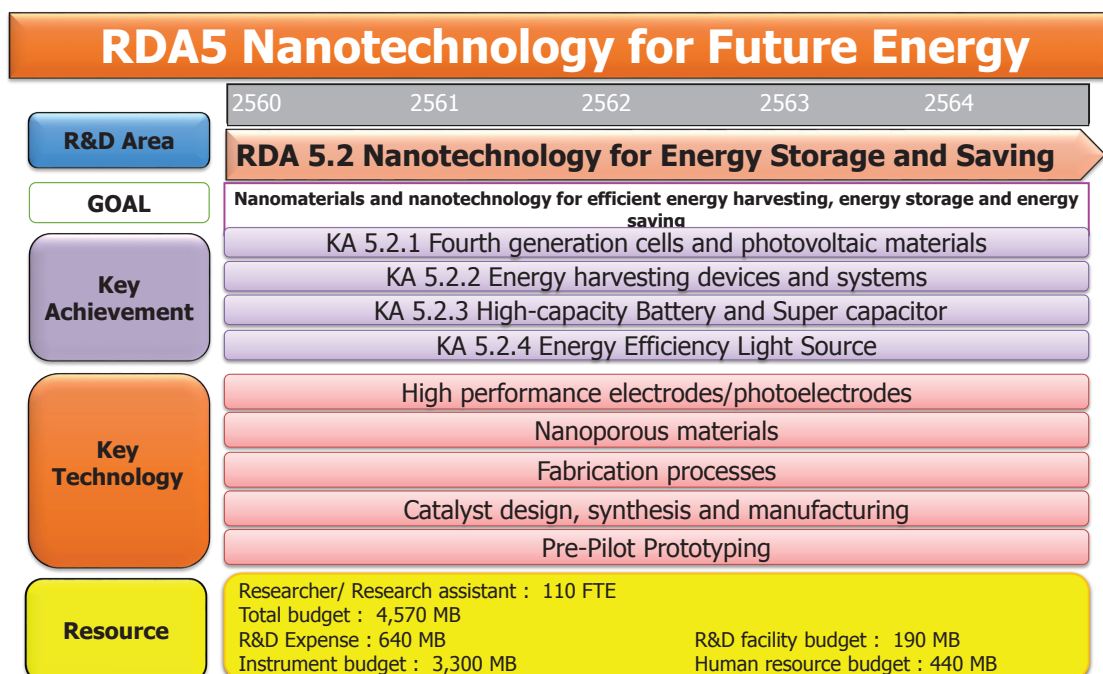 RDA5 Nanotechnology for Future Energy
2560 2561 2562 2563 2564
R&D Area
RDA 5.2 Nanotechnology for Energy Storage and Saving
GOAL
Nanomaterials and nanotechnology for efficient energy harvesting, energy storage and energy
saving
Key
Achievement
KA 5.2.1 Fourth generation cells and photovoltaic materials
KA 5.2.2 Energy harvesting devices and systems
KA 5.2.3 High-capacity Battery and Super capacitor
KA 5.2.4 Energy Efficiency Light Source
Key
Technology
High performance electrodes/photoelectrodes
Nanoporous materials
Fabrication processes
Catalyst design, synthesis and manufacturing
Pre-Pilot Prototyping
Resource
Researcher/ Research assistant : 110 FTE
Total budget : 4,570 MB
R&D Expense : 640 MB R&D facility budget : 190 MB
Instrument budget : 3,300 MB Human resource budget : 440 MB